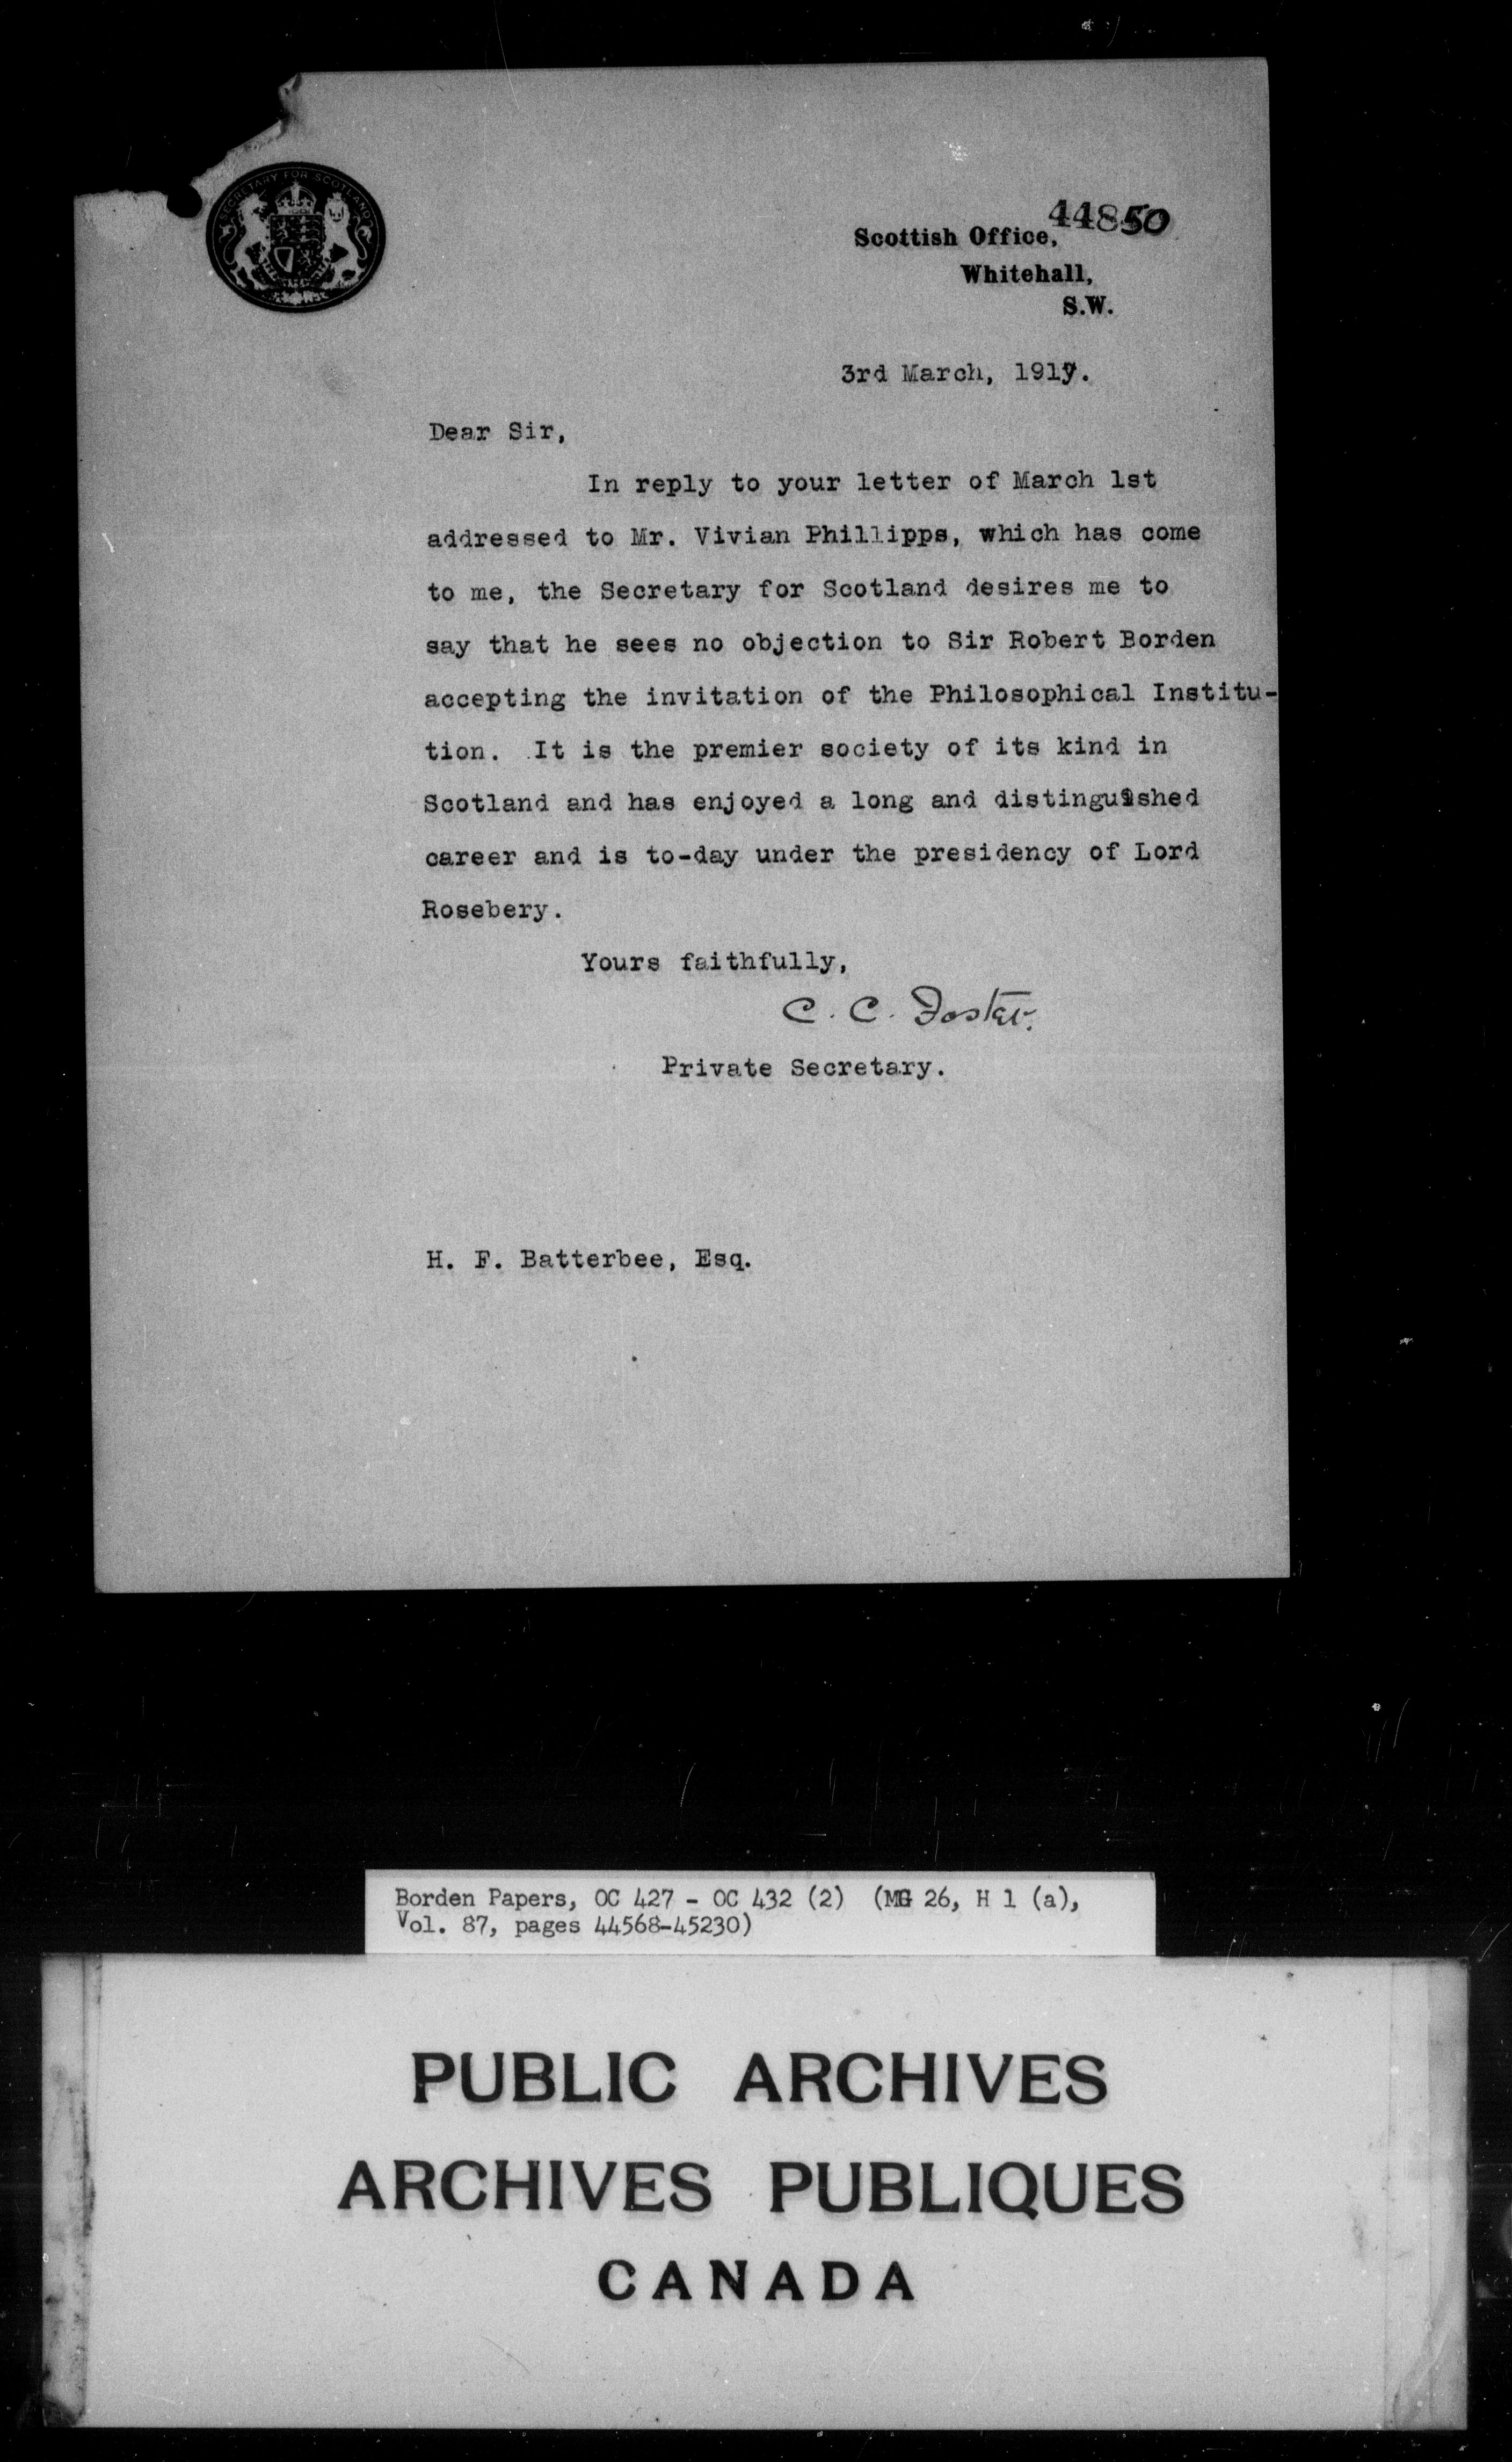 SECRETARY FOR SCOTLAND
44850
Scottish Office,
Whitehall,
S.W.
3rd March, 1917.
Dear Sir,
In reply to your letter of March 1st
addressed to Mr. Vivian Phillipps, which has come
to me, the Secretary for Scotland desires me to
say that he sees no objection to Sir Robert Borden
accepting the invitation of the Philosophical Institu-
tion. It is the premier society of its kind in
Scotland and has enjoyed a long and distinguished
career and is to-day under the presidency of Lord
Rosebery.
Yours faithfully,
C. C. Foster.
Private Secretary.
H. F. Batterbee, Esq.
Borden Papers, OC 427 - OC 432 (2) (MG 26, H 1 (a),
Vol. 87, pages 44568-45230)
PUBLIC ARCHIVES
ARCHIVES PUBLIQUES
CANADA